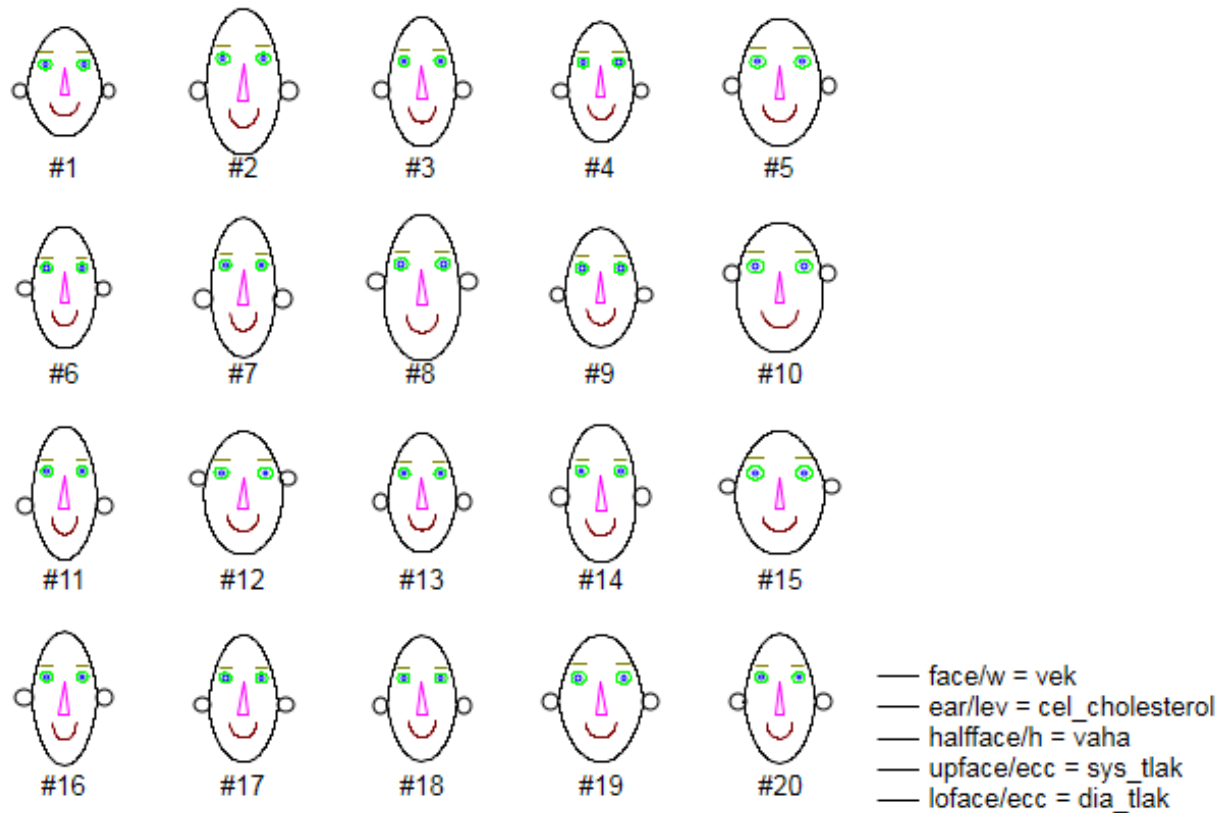 #1 #2 #3 #4 #5
#6 #7 #8 #9 #10
#11 #12 #13 #14 #15
#16 #17 #18 #19 #20
face/w = vek
ear/lev = cel_cholesterol
halfface/h = vaha
upface/ecc = sys_tlak
loface/ecc = dia_tlak